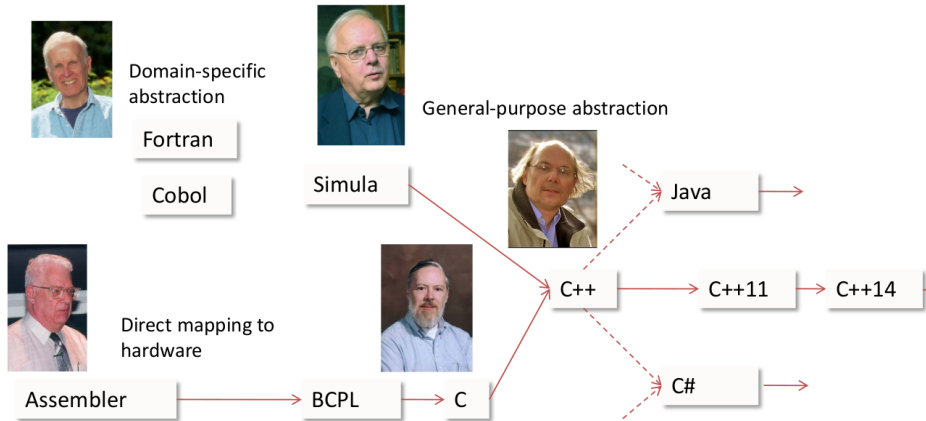 Domain-specific
abstraction
General-purpose abstraction
Fortran
Cobol
Simula
Java
C++
C++11
C++14
Direct mapping to
hardware
Assembler
BCPL
C
C#